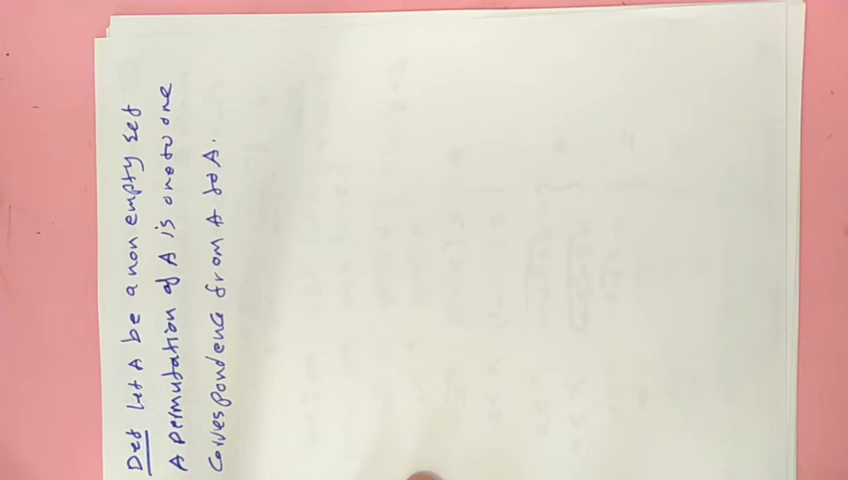 Def Let A be a non empty set
A permutation of A is one to one
Correspondence from A to A.